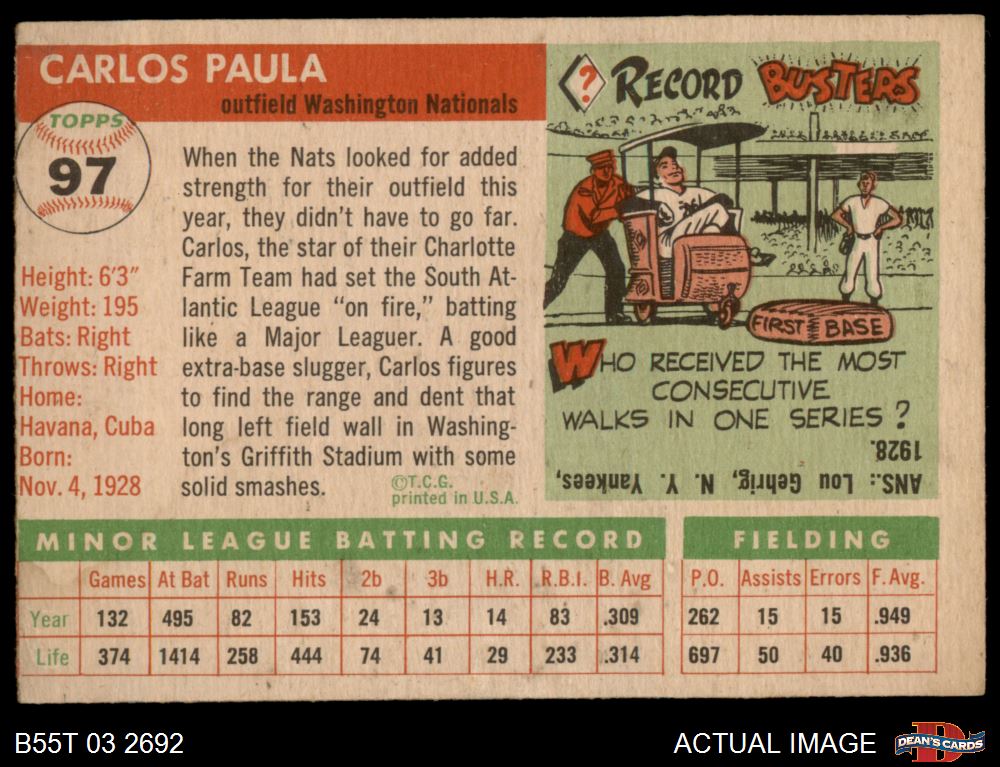 CARLOS PAULA
outfield Washington Nationals
TOPPS
97
Height: 6'3"
Weight: 195
Bats: Right
Throws: Right
Home:
Havana, Cuba
Born:
Nov. 4, 1928
When the Nats looked for added
strength for their outfield this
year, they didn't have to go far.
Carlos, the star of their Charlotte
Farm Team had set the South At-
lantic League "on fire," batting
like a Major Leaguer. A good
extra-base slugger, Carlos figures
to find the range and dent that
long left field wall in Washing-
ton's Griffith Stadium with some
solid smashes.
©T.C.G.
printed in U.S.A.
? RECORD BUSTERS
FIRST BASE
WHO RECEIVED THE MOST
CONSECUTIVE
WALKS IN ONE SERIES?
ANS.: Lou Gehrig, N. Y. Yankees,
1928.
MINOR LEAGUE BATTING RECORD
Games At Bat Runs Hits 2b 3b H.R. R.B.I. B. Avg
Year 132 495 82 153 24 13 14 83 .309
Life 374 1414 258 444 74 41 29 233 .314
FIELDING
P.O. Assists Errors F. Avg.
262 15 15 .949
697 50 40 .936
B55T 03 2692
ACTUAL IMAGE
D
DEAN'S CARDS